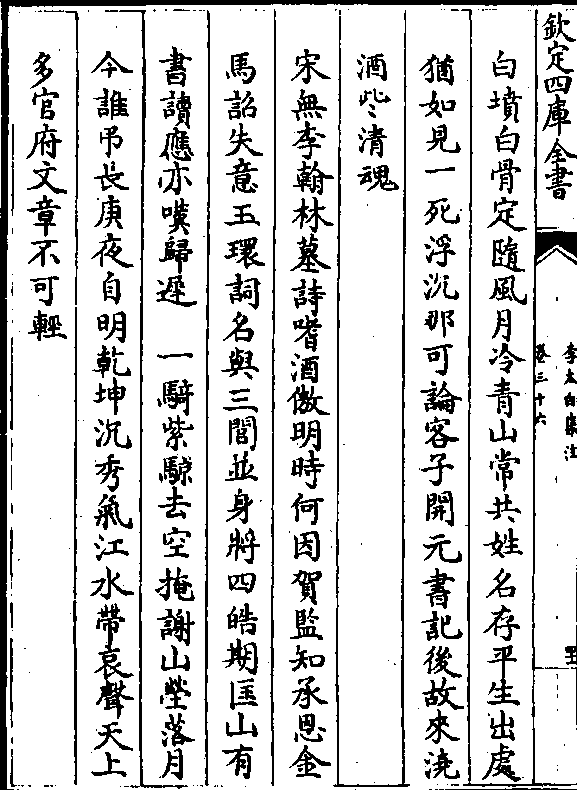 欽定四庫全書
李太白集注
卷三十六
白墳白骨定隨風月冷青山常共姓名存平生出處
猶如見一死浮沉那可論客子開元書記後故來澆
酒些清魂
宋無李翰林墓詩嗜酒傲明時何因賀監知承恩金
馬詔失意玉環詞名與三閭並身將四皓期匡山有
書讀應亦嘆歸遲　一騎紫鯨去空掩謝山塋落月
今誰弔長庚夜自明乾坤沉秀氣江水帶哀聲天上
多官府文章不可輕